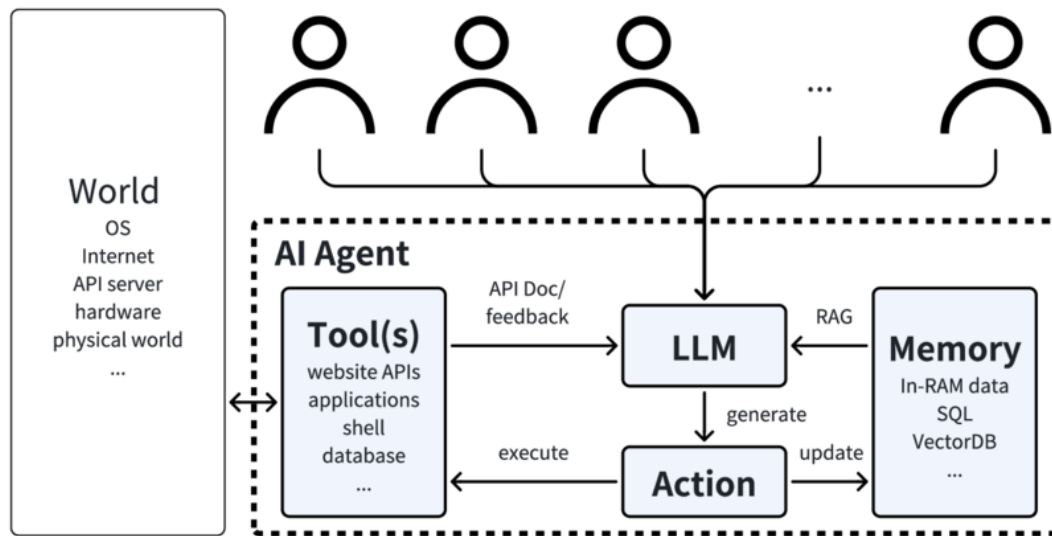 ...
World
OS
Internet
API server
hardware
physical world
...
AI Agent
Tool(s)
website APIs
applications
shell
database
...
API Doc/
feedback
LLM
RAG
Memory
In-RAM data
SQL
VectorDB
...
generate
execute
Action
update